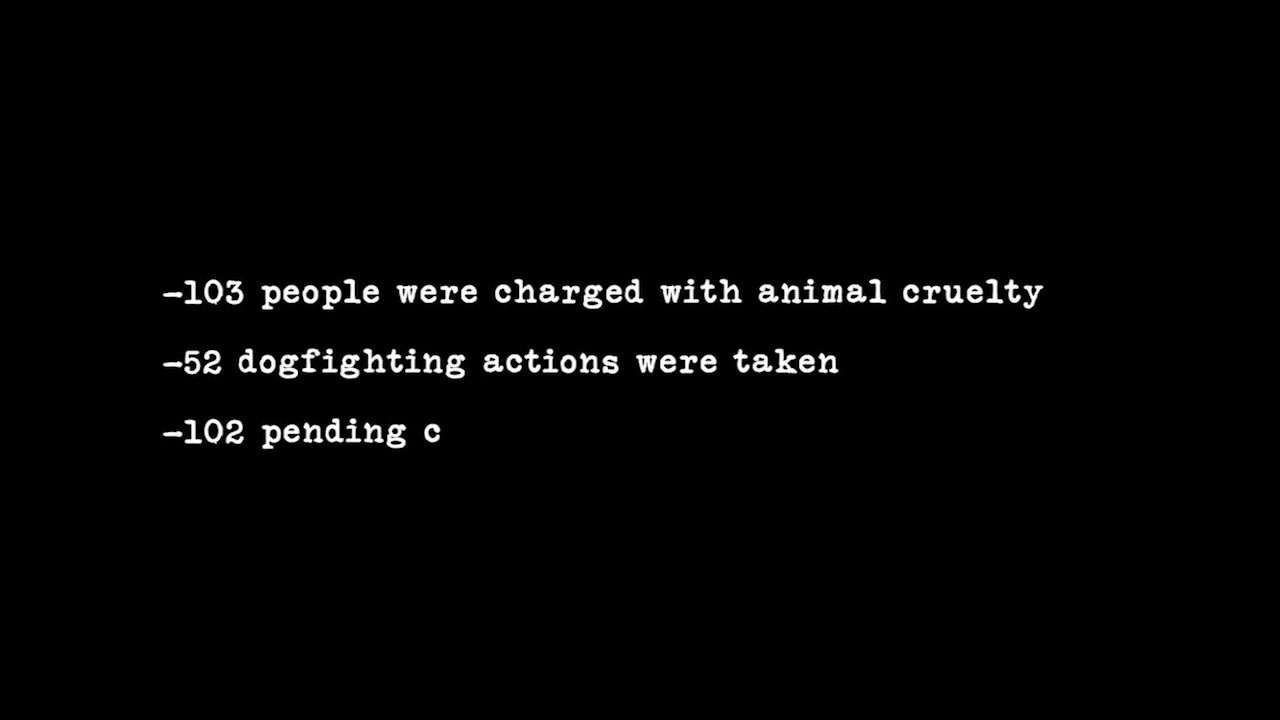 -103 people were charged with animal cruelty
-52 dogfighting actions were taken
-102 pending c